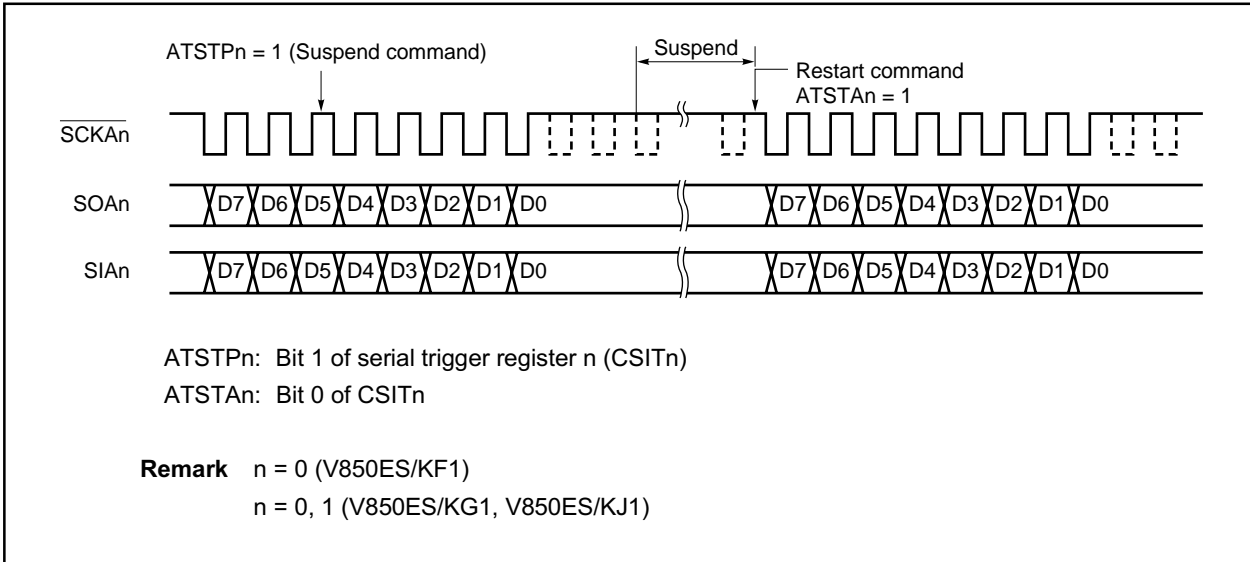 ATSTPn = 1 (Suspend command)
Suspend
Restart command
ATSTAn = 1
SCKAn
SOAn D7 D6 D5 D4 D3 D2 D1 D0 D7 D6 D5 D4 D3 D2 D1 D0
SIAn D7 D6 D5 D4 D3 D2 D1 D0 D7 D6 D5 D4 D3 D2 D1 D0
ATSTPn: Bit 1 of serial trigger register n (CSITn)
ATSTAn: Bit 0 of CSITn
Remark n = 0 (V850ES/KF1)
n = 0, 1 (V850ES/KG1, V850ES/KJ1)